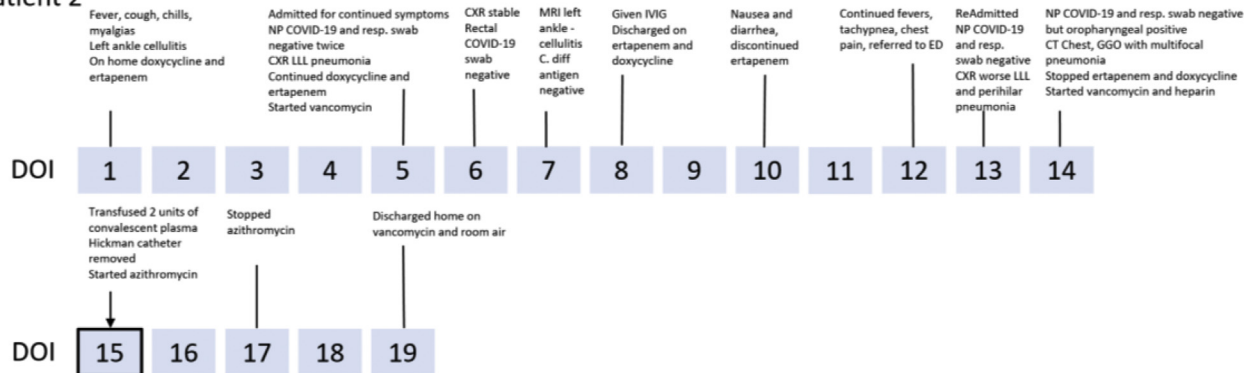 atient 2
Fever, cough, chills,
myalgias
Left ankle cellulitis
On home doxycycline and
ertapenem
Admitted for continued symptoms
NP COVID-19 and resp. swab
negative twice
CXR LLL pneumonia
Continued doxycycline and
ertapenem
Started vancomycin
CXR stable
Rectal
COVID-19
swab
negative
MRI left
ankle -
cellulitis
C. diff
antigen
negative
Given IVIG
Discharged on
ertapenem and
doxycycline
Nausea and
diarrhea,
discontinued
ertapenem
Continued fevers,
tachypnea, chest
pain, referred to ED
ReAdmitted
NP COVID-19
and resp.
swab negative
CXR worse LLL
and perihilar
pneumonia
NP COVID-19 and resp. swab negative
but oropharyngeal positive
CT Chest, GGO with multifocal
pneumonia
Stopped ertapenem and doxycycline
Started vancomycin and heparin
DOI 1 2 3 4 5 6 7 8 9 10 11 12 13 14
Transfused 2 units of
convalescent plasma
Hickman catheter
removed
Started azithromycin
Stopped
azithromycin
Discharged home on
vancomycin and room air
DOI 15 16 17 18 19